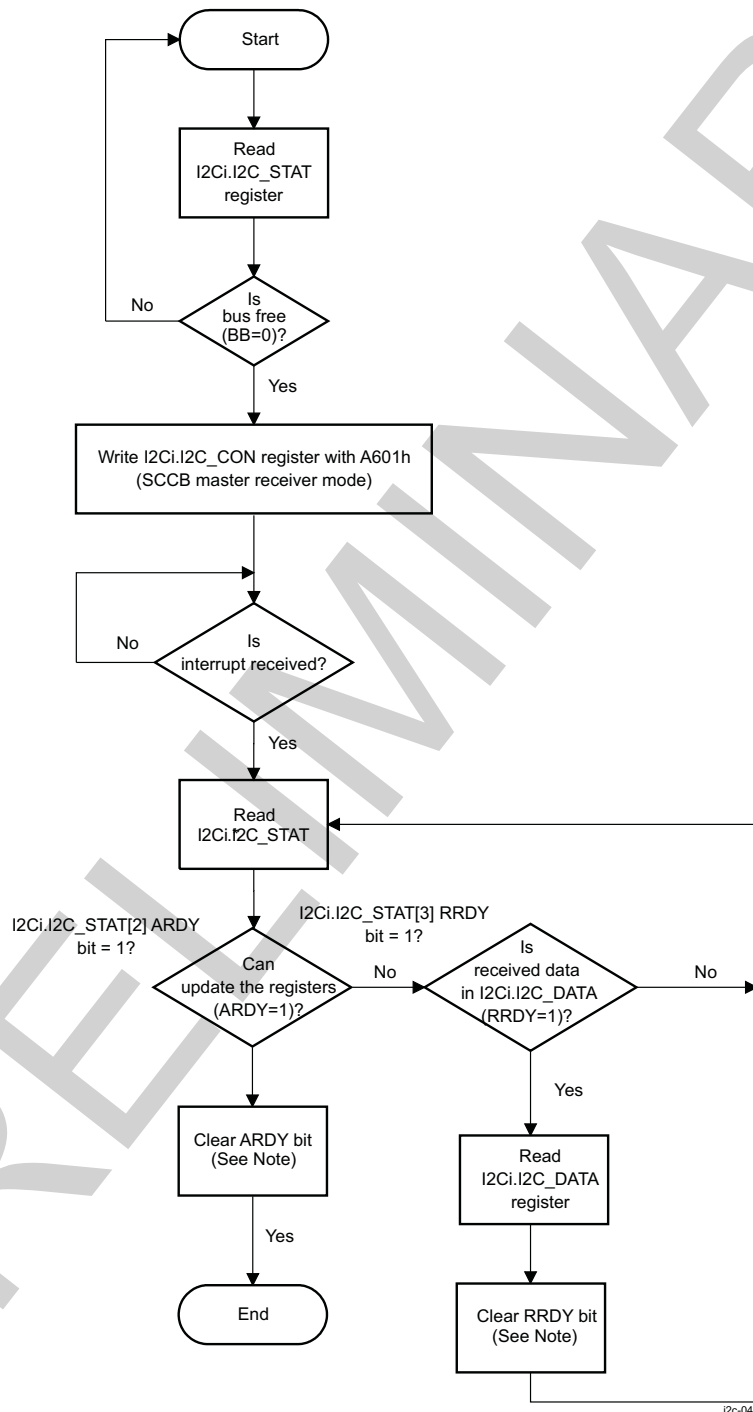 Start
Read
I2Ci.I2C_STAT
register
Is
bus free
(BB=0)?
No
Yes
Write I2Ci.I2C_CON register with A601h
(SCCB master receiver mode)
Is
interrupt received?
No
Yes
Read
I2Ci.I2C_STAT
I2Ci.I2C_STAT[2] ARDY
bit = 1?
I2Ci.I2C_STAT[3] RRDY
bit = 1?
Can
update the registers
(ARDY=1)?
No
Is
received data
in I2Ci.I2C_DATA
(RRDY=1)?
No
Yes
Clear ARDY bit
(See Note)
Read
I2Ci.I2C_DATA
register
Yes
End
Clear RRDY bit
(See Note)
i2c-04
RELIMINAR